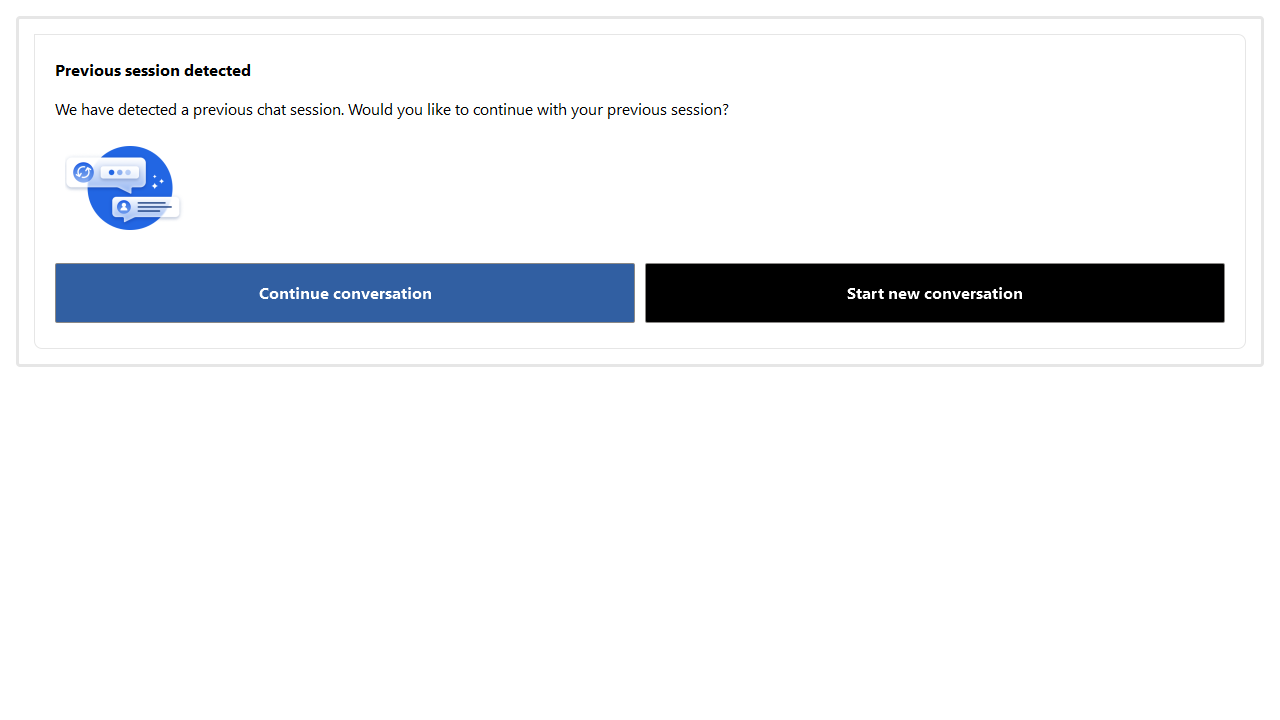 Previous session detected
We have detected a previous chat session. Would you like to continue with your previous session?
Continue conversation
Start new conversation